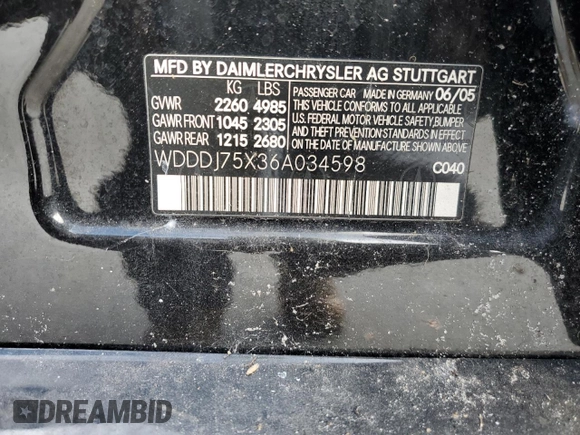 MFD BY DAIMLERCHRYSLER AG STUTTGART
KG LBS
GVWR 2260 4985
GAWR FRONT 1045 2305
GAWR REAR 1215 2680
PASSENGER CAR MADE IN GERMANY 06/05
THIS VEHICLE CONFORMS TO ALL APPLICABLE
U.S. FEDERAL MOTOR VEHICLE SAFETY, BUMPER
AND THEFT PREVENTION STANDARDS IN EFFECT
ON THE DATE OF MANUFACTURE SHOWN ABOVE.
WDDDJ75X36A034598
C040
DREAMBID